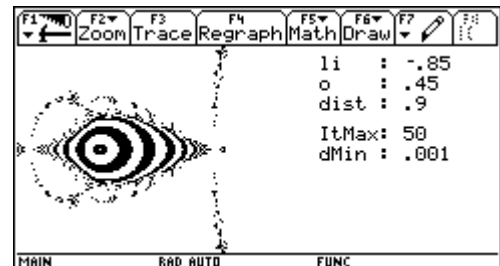 F1 F2 F3 F4 F5 F6 F7
Zoom Trace Regraph Math Draw
li : -.85
o : .45
dist : .9
ItMax: 50
dMin : .001
MAIN RAD AUTO FUNC